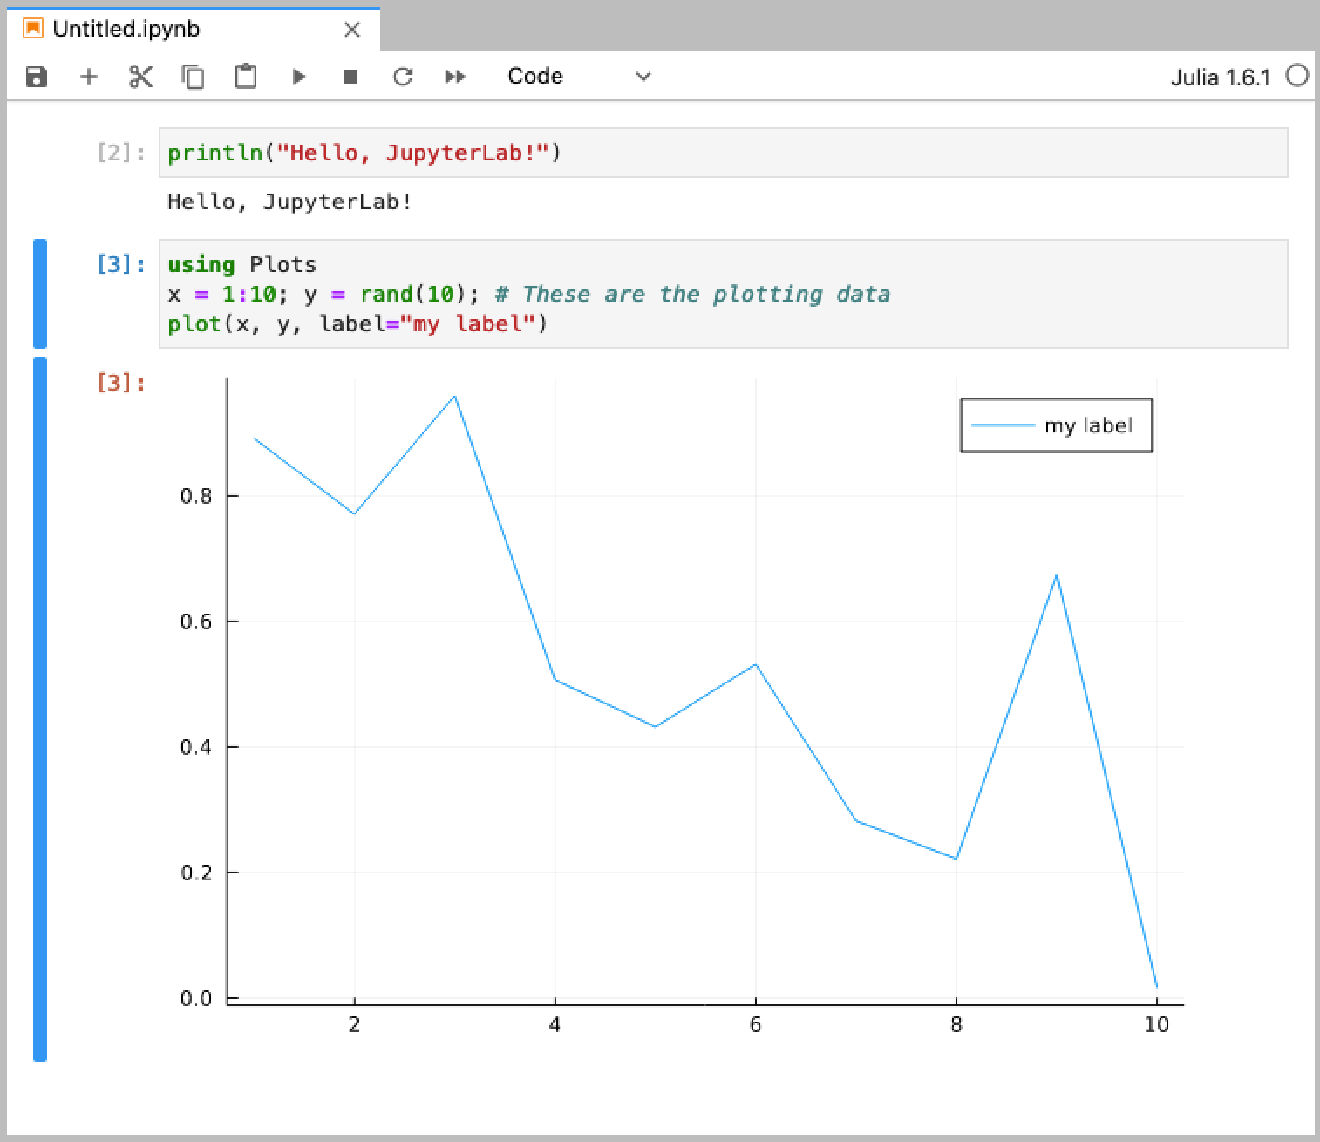 Untitled.ipynb
Code
Julia 1.6.1
[2]: println("Hello, JupyterLab!")
Hello, JupyterLab!
[3]: using Plots
x = 1:10; y = rand(10); # These are the plotting data
plot(x, y, label="my label")
[3]:
my label
0.8
0.6
0.4
0.2
0.0
2 4 6 8 10